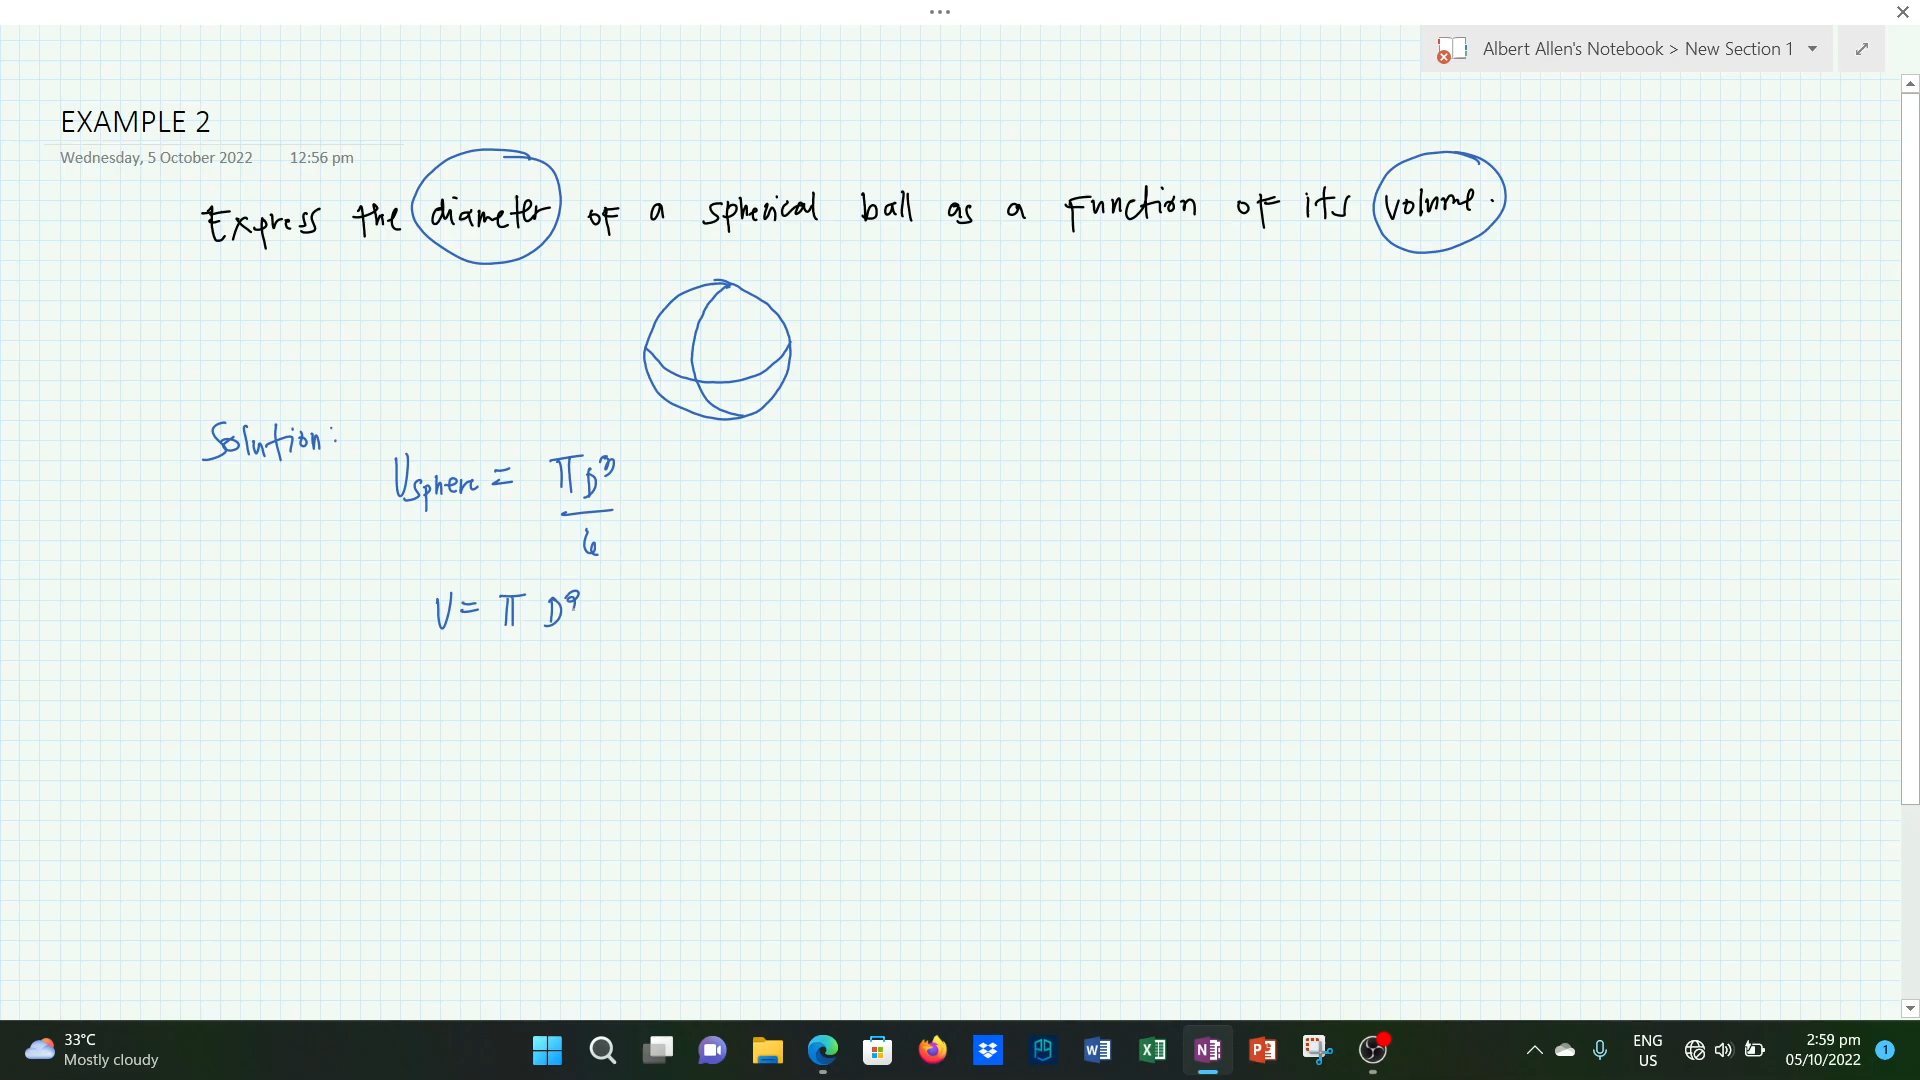 Albert Allen's Notebook > New Section 1
EXAMPLE 2
Wednesday, 5 October 2022 12:56 pm
Express the diameter of a spherical ball as a function of its volume.
Solution:
Vsphere = πD³
6
V = π D
33°C
Mostly cloudy
ENG
US
2:59 pm
05/10/2022
1